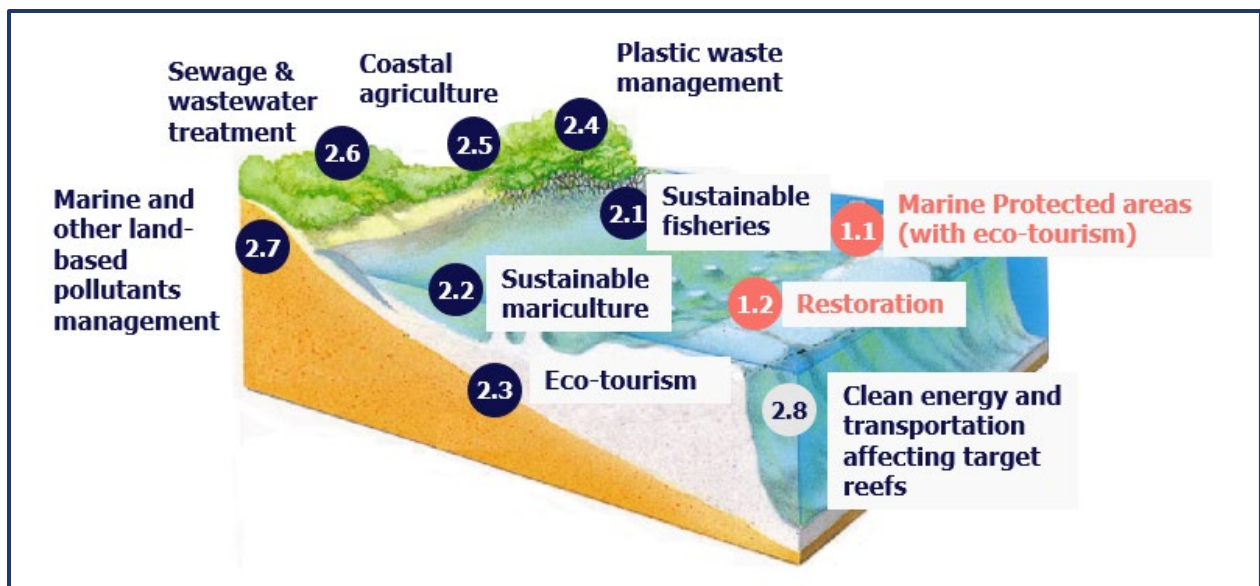 Plastic waste
management
2.4
Coastal
agriculture
2.5
Sewage &
wastewater
treatment
2.6
Marine and
other land-
based
pollutants
management
2.7
2.1
Sustainable
fisheries
1.1
Marine Protected areas
(with eco-tourism)
2.2
Sustainable
mariculture
1.2
Restoration
2.3
Eco-tourism
2.8
Clean energy and
transportation
affecting target
reefs